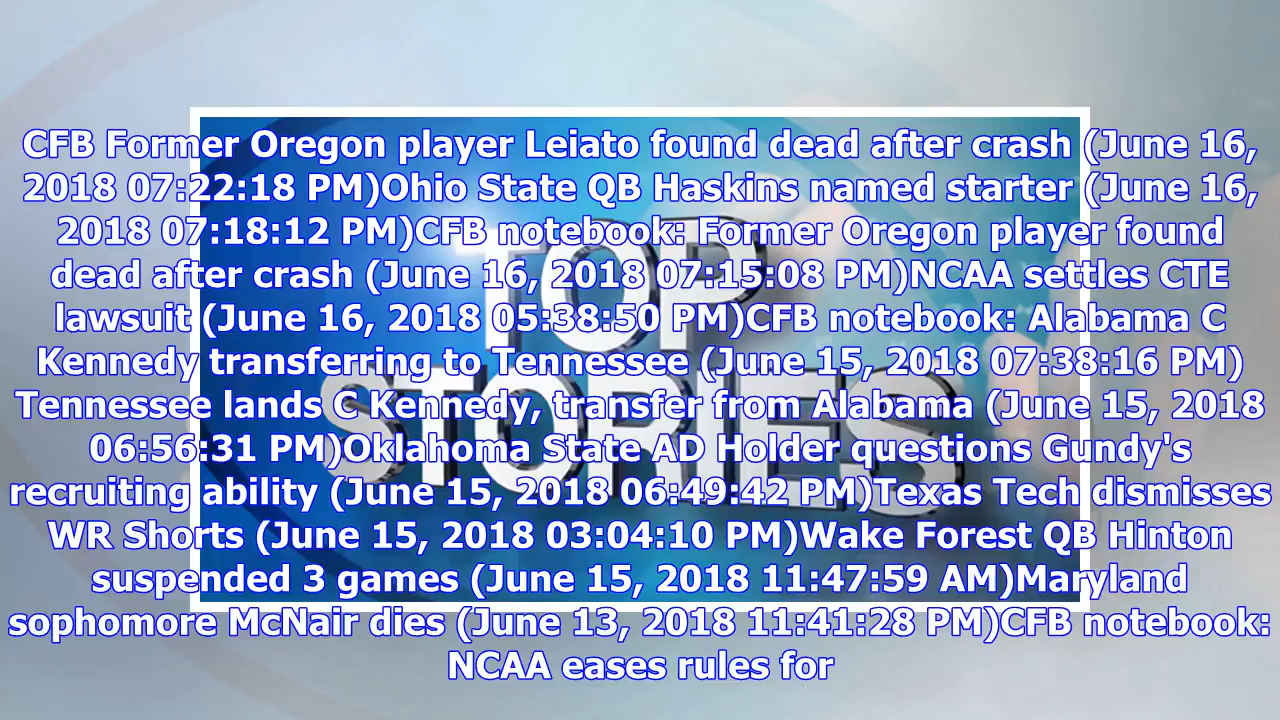 CFB Former Oregon player Leiato found dead after crash (June 16,
2018 07:22:18 PM)Ohio State QB Haskins named starter (June 16,
2018 07:18:12 PM)CFB notebook: Former Oregon player found
dead after crash (June 16, 2018 07:15:08 PM)NCAA settles CTE
lawsuit (June 16, 2018 05:38:50 PM)CFB notebook: Alabama C
Kennedy transferring to Tennessee (June 15, 2018 07:38:16 PM)
Tennessee lands C Kennedy, transfer from Alabama (June 15, 2018
06:56:31 PM)Oklahoma State AD Holder questions Gundy's
recruiting ability (June 15, 2018 06:49:42 PM)Texas Tech dismisses
WR Shorts (June 15, 2018 03:04:10 PM)Wake Forest QB Hinton
suspended 3 games (June 15, 2018 11:47:59 AM)Maryland
sophomore McNair dies (June 13, 2018 11:41:28 PM)CFB notebook:
NCAA eases rules for
TOP
STORIES